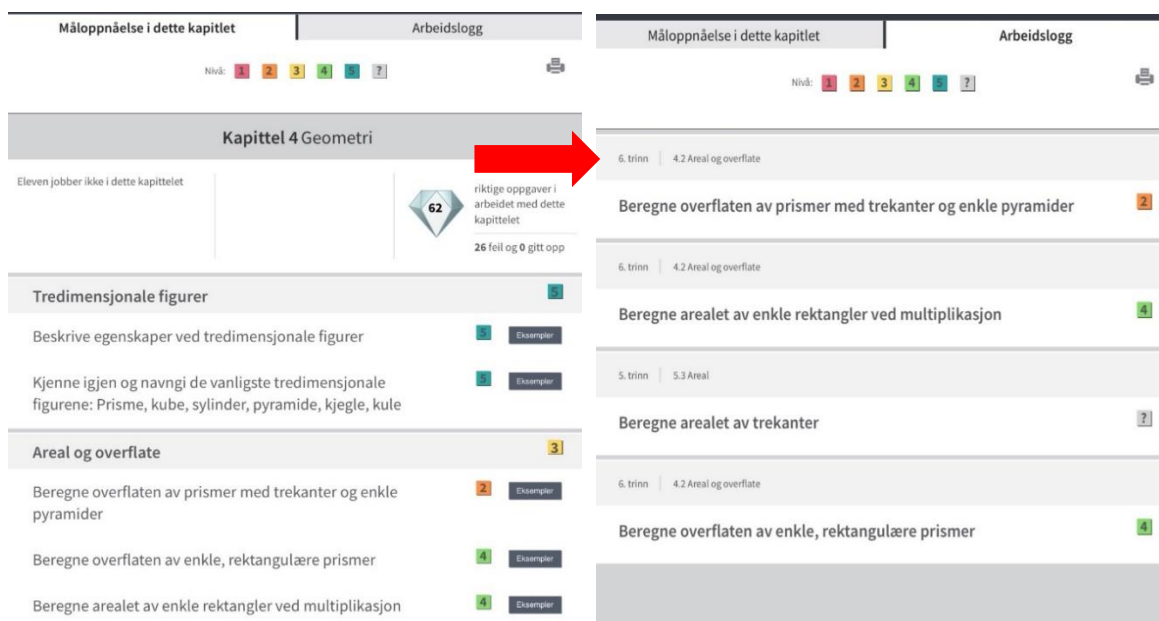 Måloppnåelse i dette kapitlet
Arbeidslogg
Nivå: 1 2 3 4 5 ?
Kapittel 4 Geometri
Eleven jobber ikke i dette kapittelet
62
riktige oppgaver i
arbeidet med dette
kapittelet
26 feil og 0 gitt opp
Tredimensjonale figurer 5
Beskrive egenskaper ved tredimensjonale figurer 5 Eksempler
Kjenne igjen og navngi de vanligste tredimensjonale
figurene: Prisme, kube, sylinder, pyramide, kjegle, kule 5 Eksempler
Areal og overflate 3
Beregne overflaten av prismer med trekanter og enkle
pyramider 2 Eksempler
Beregne overflaten av enkle, rektangulære prismer 4 Eksempler
Beregne arealet av enkle rektangler ved multiplikasjon 4 Eksempler
Måloppnåelse i dette kapitlet
Arbeidslogg
Nivå: 1 2 3 4 5 ?
6. trinn 4.2 Areal og overflate
Beregne overflaten av prismer med trekanter og enkle pyramider 2
6. trinn 4.2 Areal og overflate
Beregne arealet av enkle rektangler ved multiplikasjon 4
5. trinn 5.3 Areal
Beregne arealet av trekanter ?
6. trinn 4.2 Areal og overflate
Beregne overflaten av enkle, rektangulære prismer 4